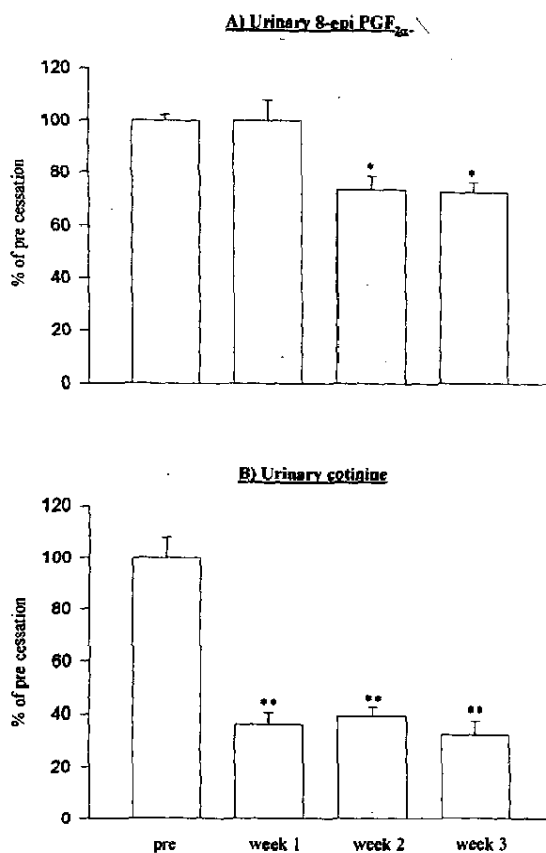 A) Urinary 8-epi PGF2α
120
100
80
60
40
20
0
% of pre cessation
*
*
B) Urinary cotinine
120
100
80
60
40
20
0
% of pre cessation
**
**
**
pre
week 1
week 2
week 3